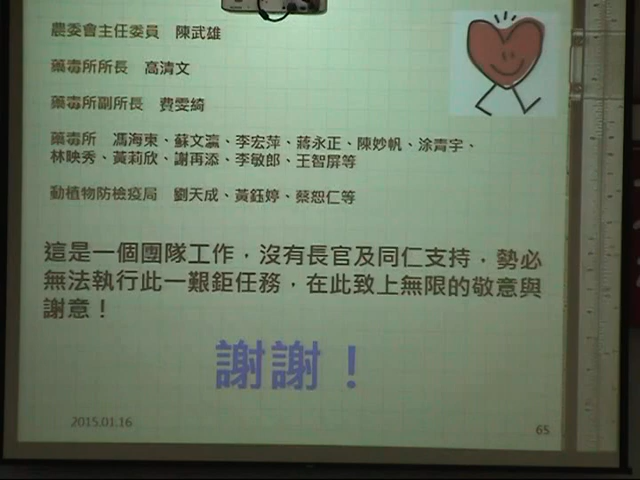 農委會主任委員 陳武雄
藥毒所所長 高清文
藥毒所副所長 費雯綺
藥毒所 馮海東、蘇文瀛、李宏萍、蔣永正、陳妙帆、涂青宇、
林映秀、黃莉欣、謝再添、李敏郎、王智屏等
動植物防檢疫局 劉天成、黃鈺婷、蔡恕仁等
這是一個團隊工作，沒有長官及同仁支持，勢必
無法執行此一艱鉅任務，在此致上無限的敬意與
謝意！
謝謝！
2015.01.16
65